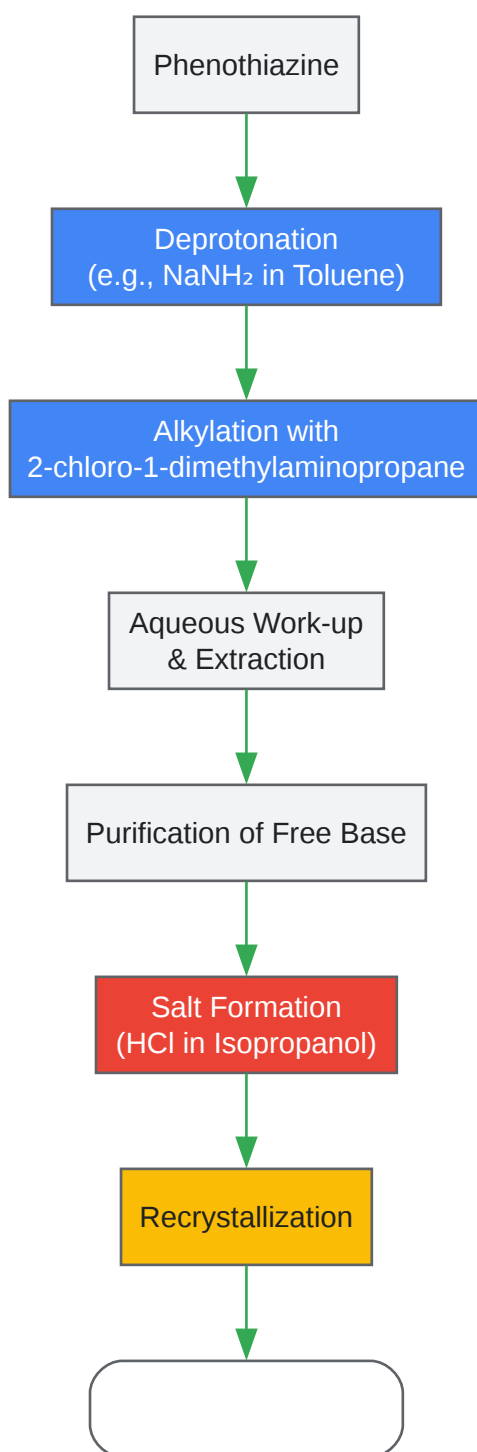 Phenothiazine
Deprotonation
(e.g., NaNH₂ in Toluene)
Alkylation with
2-chloro-1-dimethylaminopropane
Aqueous Work-up
& Extraction
Purification of Free Base
Salt Formation
(HCl in Isopropanol)
Recrystallization